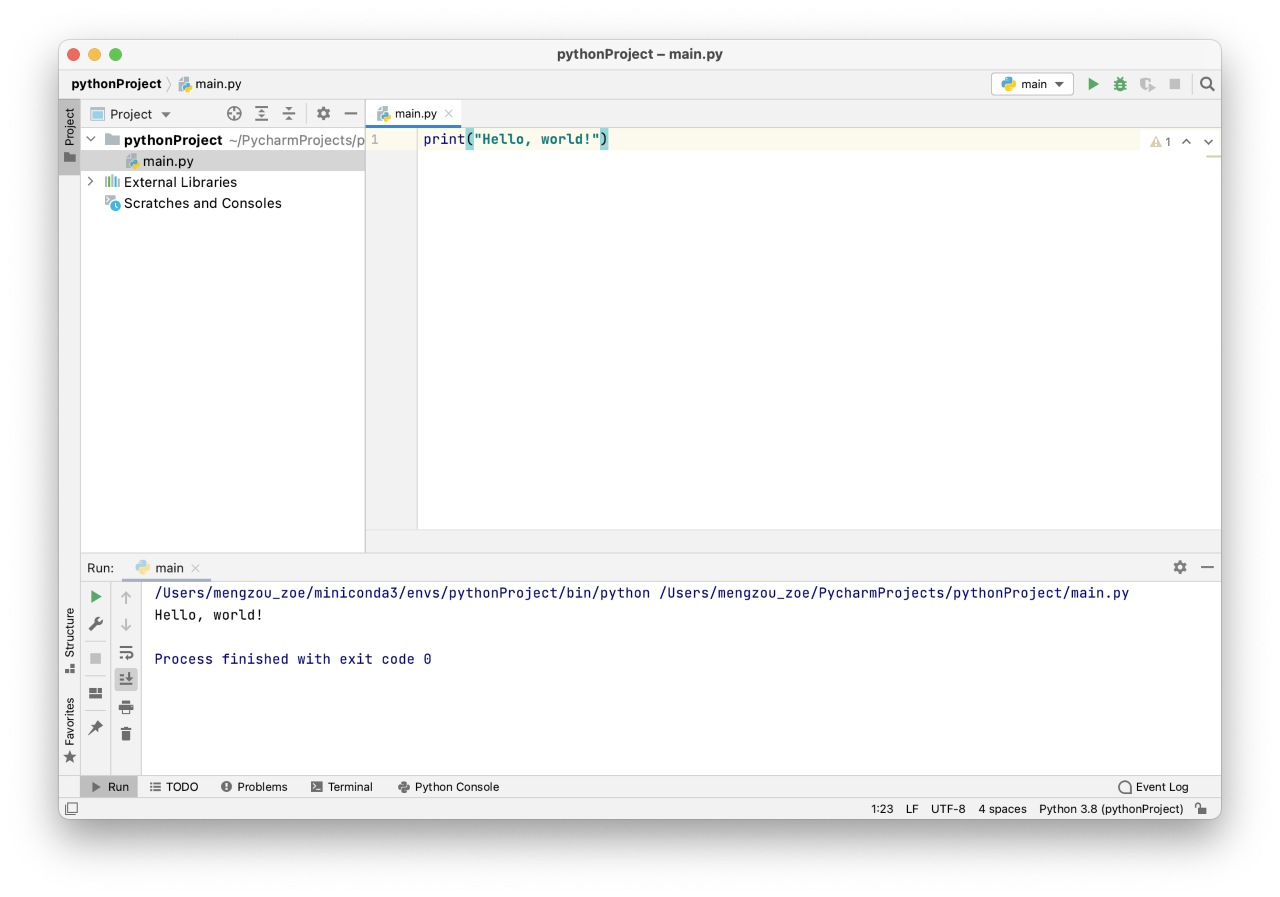 pythonProject – main.py
pythonProject main.py
main
Project
Project
main.py
pythonProject ~/PycharmProjects/p
main.py
External Libraries
Scratches and Consoles
1
print("Hello, world!")
1
Run: main
/Users/mengzou_zoe/miniconda3/envs/pythonProject/bin/python /Users/mengzou_zoe/PycharmProjects/pythonProject/main.py
Hello, world!
Process finished with exit code 0
Structure
Favorites
Run TODO Problems Terminal Python Console Event Log
1:23 LF UTF-8 4 spaces Python 3.8 (pythonProject)